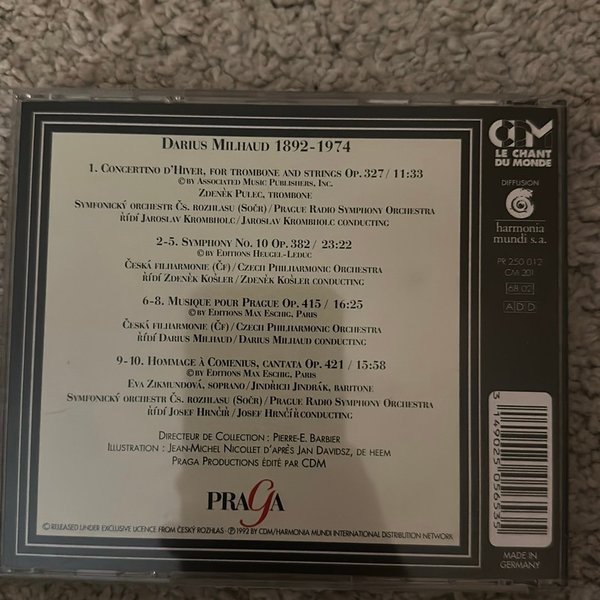 DARIUS MILHAUD 1892-1974
1. CONCERTINO D'HIVER, FOR TROMBONE AND STRINGS OP. 327 / 11:33
© BY ASSOCIATED MUSIC PUBLISHERS, INC.
ZDENĚK PULEC, TROMBONE
SYMFONICKÝ ORCHESTR ČS. ROZHLASU (SOČR) / PRAGUE RADIO SYMPHONY ORCHESTRA
ŘÍDÍ JAROSLAV KROMBHOLC / JAROSLAV KROMBHOLC CONDUCTING
2-5. SYMPHONY NO. 10 OP. 382 / 23:22
© BY EDITIONS HEUGEL-LEDUC
ČESKÁ FILHARMONIE (ČF) / CZECH PHILHARMONIC ORCHESTRA
ŘÍDÍ ZDENĚK KOŠLER / ZDENĚK KOŠLER CONDUCTING
6-8. MUSIQUE POUR PRAGUE OP. 415 / 16:25
© BY EDITIONS MAX ESCHIG, PARIS
ČESKÁ FILHARMONIE (ČF) / CZECH PHILHARMONIC ORCHESTRA
ŘÍDÍ DARIUS MILHAUD / DARIUS MILHAUD CONDUCTING
9-10. HOMMAGE À COMENIUS, CANTATA OP. 421 / 15:58
© BY EDITIONS MAX ESCHIG, PARIS
EVA ZIKMUNDOVÁ, SOPRANO / JINDŘICH JINDRÁK, BARITONE
SYMFONICKÝ ORCHESTR ČS. ROZHLASU (SOČR) / PRAGUE RADIO SYMPHONY ORCHESTRA
ŘÍDÍ JOSEF HRNČÍŘ / JOSEF HRNČÍŘ CONDUCTING
DIRECTEUR DE COLLECTION : PIERRE-E. BARBIER
ILLUSTRATION : JEAN-MICHEL NICOLLET D'APRÉS JAN DAVIDSZ, DE HEEM
PRAGA PRODUCTIONS ÉDITÉ PAR CDM
PRAGA
© RELEASED UNDER EXCLUSIVE LICENCE FROM ČESKÝ ROZHLAS - ℗ 1992 BY CDM/HARMONIA MUNDI INTERNATIONAL DISTRIBUTION NETWORK
CDM
LE CHANT
DU MONDE
DIFFUSION
harmonia
mundi s.a.
PR 250 012
CM 201
68 02
ADD
3 149025 056535
MADE IN
GERMANY